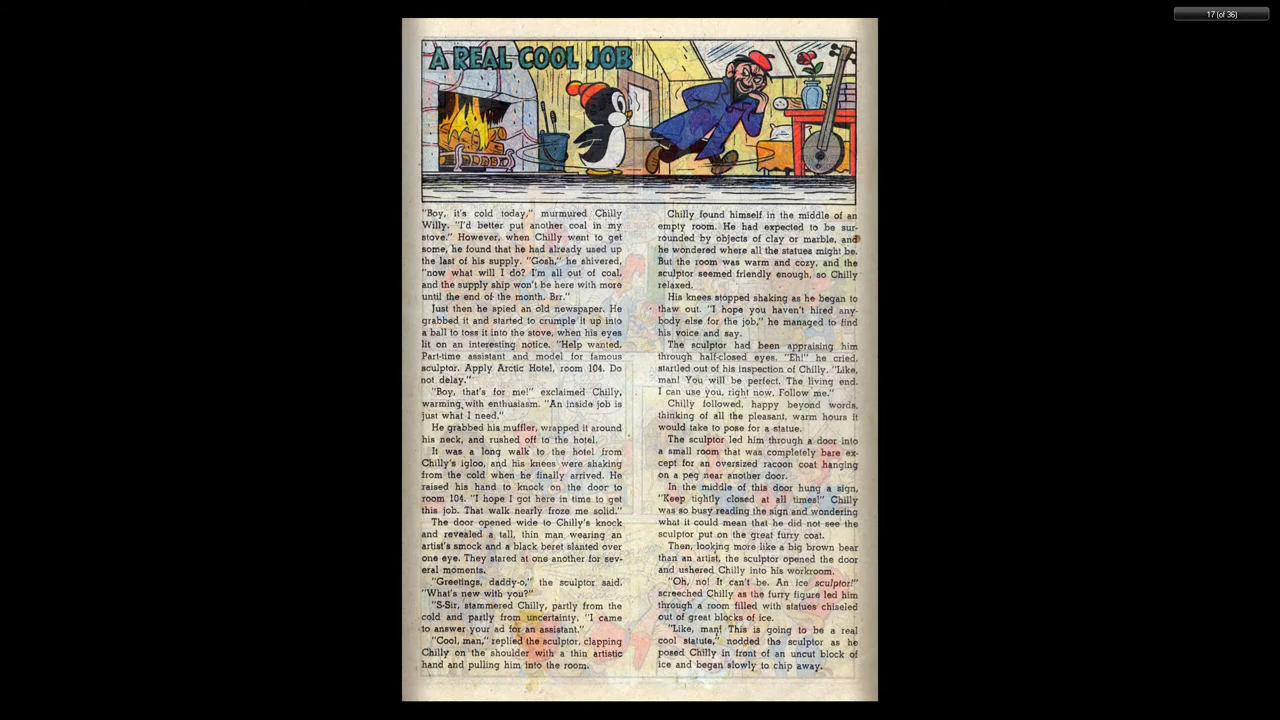 17 (of 36)
A REAL COOL JOB
"Boy, it's cold today," murmured Chilly
Willy. "I'd better put another coal in my
stove." However, when Chilly went to get
some, he found that he had already used up
the last of his supply. "Gosh," he shivered,
"now what will I do? I'm all out of coal,
and the supply ship won't be here with more
until the end of the month. Brr."
Just then he spied an old newspaper. He
grabbed it and started to crumple it up into
a ball to toss it into the stove, when his eyes
lit on an interesting notice. "Help wanted.
Part-time assistant and model for famous
sculptor. Apply Arctic Hotel, room 104. Do
not delay."
"Boy, that's for me!" exclaimed Chilly,
warming with enthusiasm. "An inside job is
just what I need."
He grabbed his muffler, wrapped it around
his neck, and rushed off to the hotel.
It was a long walk to the hotel from
Chilly's igloo, and his knees were shaking
from the cold when he finally arrived. He
raised his hand to knock on the door to
room 104. "I hope I got here in time to get
this job. That walk nearly froze me solid."
The door opened wide to Chilly's knock
and revealed a tall, thin man wearing an
artist's smock and a black beret slanted over
one eye. They stared at one another for sev-
eral moments.
"Greetings, daddy-o," the sculptor said.
"What's new with you?"
"S-Sir, stammered Chilly, partly from the
cold and partly from uncertainty, "I came
to answer your ad for an assistant."
"Cool, man," replied the sculptor, clapping
Chilly on the shoulder with a thin artistic
hand and pulling him into the room.
Chilly found himself in the middle of an
empty room. He had expected to be sur-
rounded by objects of clay or marble, and
he wondered where all the statues might be.
But the room was warm and cozy, and the
sculptor seemed friendly enough, so Chilly
relaxed.
His knees stopped shaking as he began to
thaw out. "I hope you haven't hired any-
body else for the job," he managed to find
his voice and say.
The sculptor had been appraising him
through half-closed eyes. "Eh!" he cried,
startled out of his inspection of Chilly. "Like,
man! You will be perfect. The living end.
I can use you, right now. Follow me."
Chilly followed, happy beyond words,
thinking of all the pleasant, warm hours it
would take to pose for a statue.
The sculptor led him through a door into
a small room that was completely bare ex-
cept for an oversized racoon coat hanging
on a peg near another door.
In the middle of this door hung a sign,
"Keep tightly closed at all times!" Chilly
was so busy reading the sign and wondering
what it could mean that he did not see the
sculptor put on the great furry coat.
Then, looking more like a big brown bear
than an artist, the sculptor opened the door
and ushered Chilly into his workroom.
"Oh, no! It can't be. An ice sculptor!"
screeched Chilly as the furry figure led him
through a room filled with statues chiseled
out of great blocks of ice.
"Like, man! This is going to be a real
cool statute," nodded the sculptor as he
posed Chilly in front of an uncut block of
ice and began slowly to chip away.